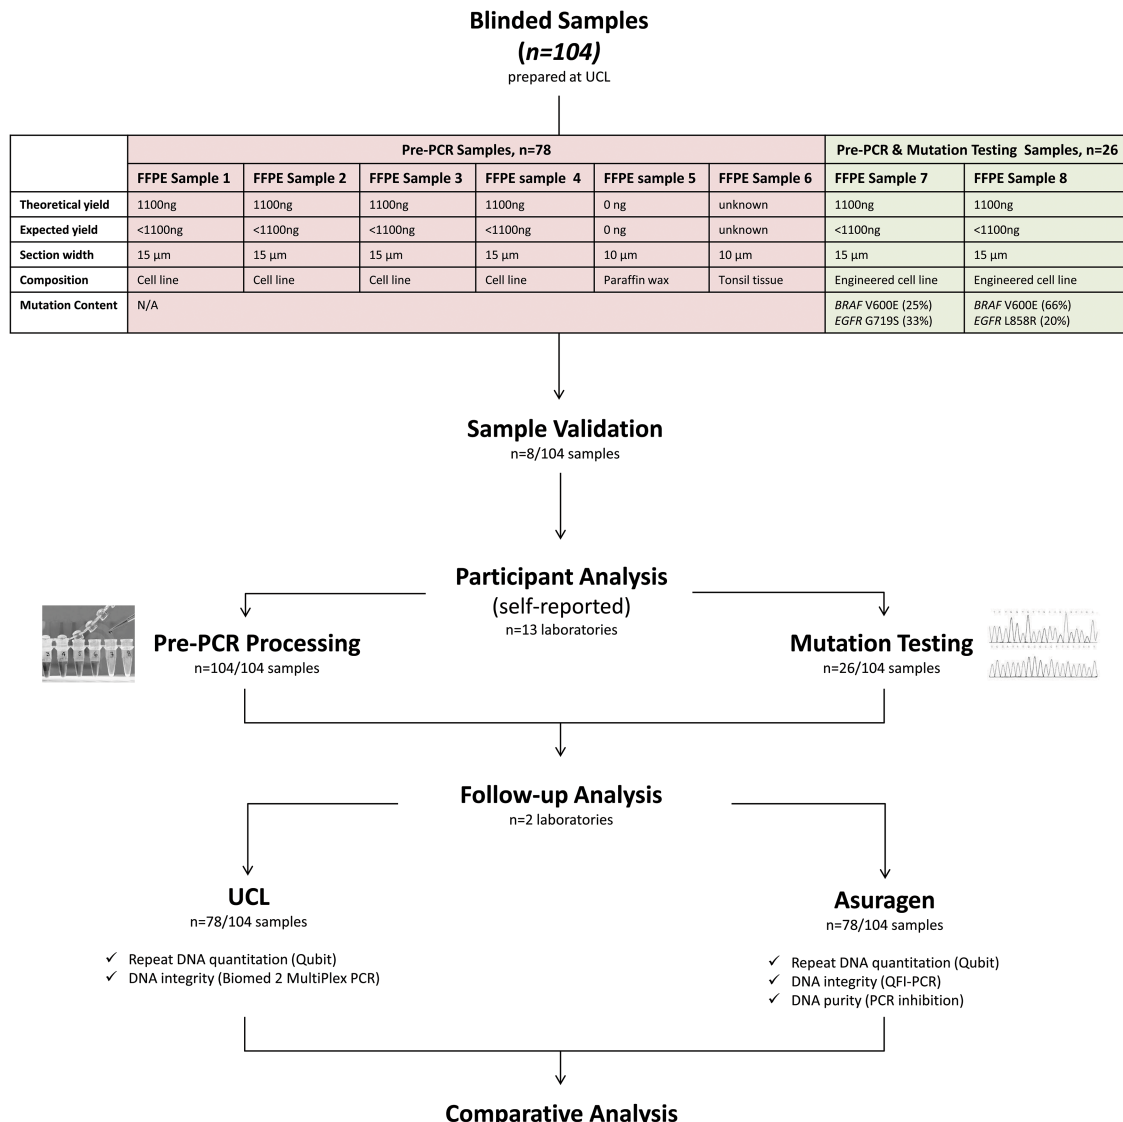 Blinded Samples
(n=104)
prepared at UCL
Pre-PCR Samples, n=78 Pre-PCR & Mutation Testing Samples, n=26
FFPE Sample 1 FFPE Sample 2 FFPE Sample 3 FFPE sample 4 FFPE sample 5 FFPE Sample 6 FFPE Sample 7 FFPE Sample 8
Theoretical yield 1100ng 1100ng 1100ng 1100ng 0 ng unknown 1100ng 1100ng
Expected yield <1100ng <1100ng <1100ng <1100ng 0 ng unknown <1100ng <1100ng
Section width 15 µm 15 µm 15 µm 15 µm 10 µm 10 µm 15 µm 15 µm
Composition Cell line Cell line Cell line Cell line Paraffin wax Tonsil tissue Engineered cell line Engineered cell line
Mutation Content N/A BRAF V600E (25%) BRAF V600E (66%)
EGFR G719S (33%) EGFR L858R (20%)
Sample Validation
n=8/104 samples
Participant Analysis
(self-reported)
n=13 laboratories
Pre-PCR Processing
n=104/104 samples
Mutation Testing
n=26/104 samples
Follow-up Analysis
n=2 laboratories
UCL
n=78/104 samples
✓ Repeat DNA quantitation (Qubit)
✓ DNA integrity (Biomed 2 MultiPlex PCR)
Asuragen
n=78/104 samples
✓ Repeat DNA quantitation (Qubit)
✓ DNA integrity (QFI-PCR)
✓ DNA purity (PCR inhibition)
Comparative Analysis